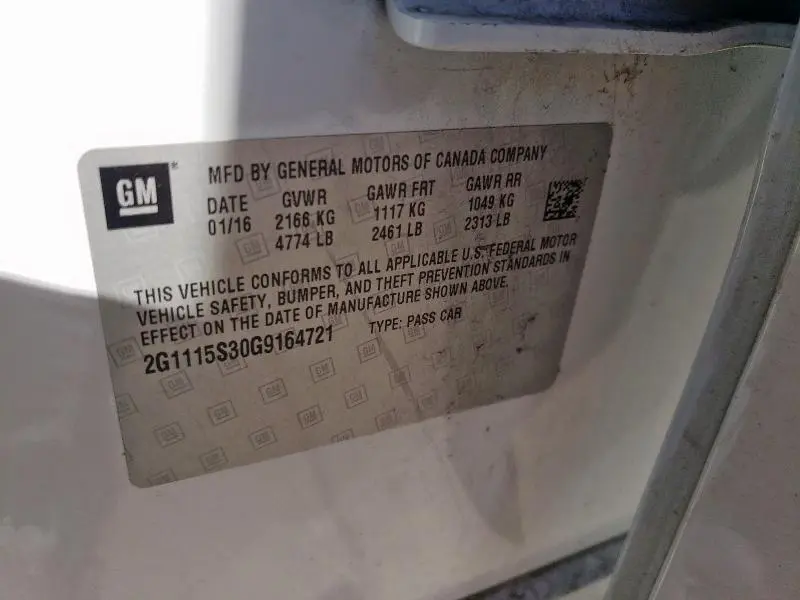 GM*
MFD BY GENERAL MOTORS OF CANADA COMPANY
DATE GVWR GAWR FRT GAWR RR
01/16 2166 KG 1117 KG 1049 KG
4774 LB 2461 LB 2313 LB
THIS VEHICLE CONFORMS TO ALL APPLICABLE U.S. FEDERAL MOTOR
VEHICLE SAFETY, BUMPER, AND THEFT PREVENTION STANDARDS IN
EFFECT ON THE DATE OF MANUFACTURE SHOWN ABOVE.
2G1115S30G9164721 TYPE: PASS CAR